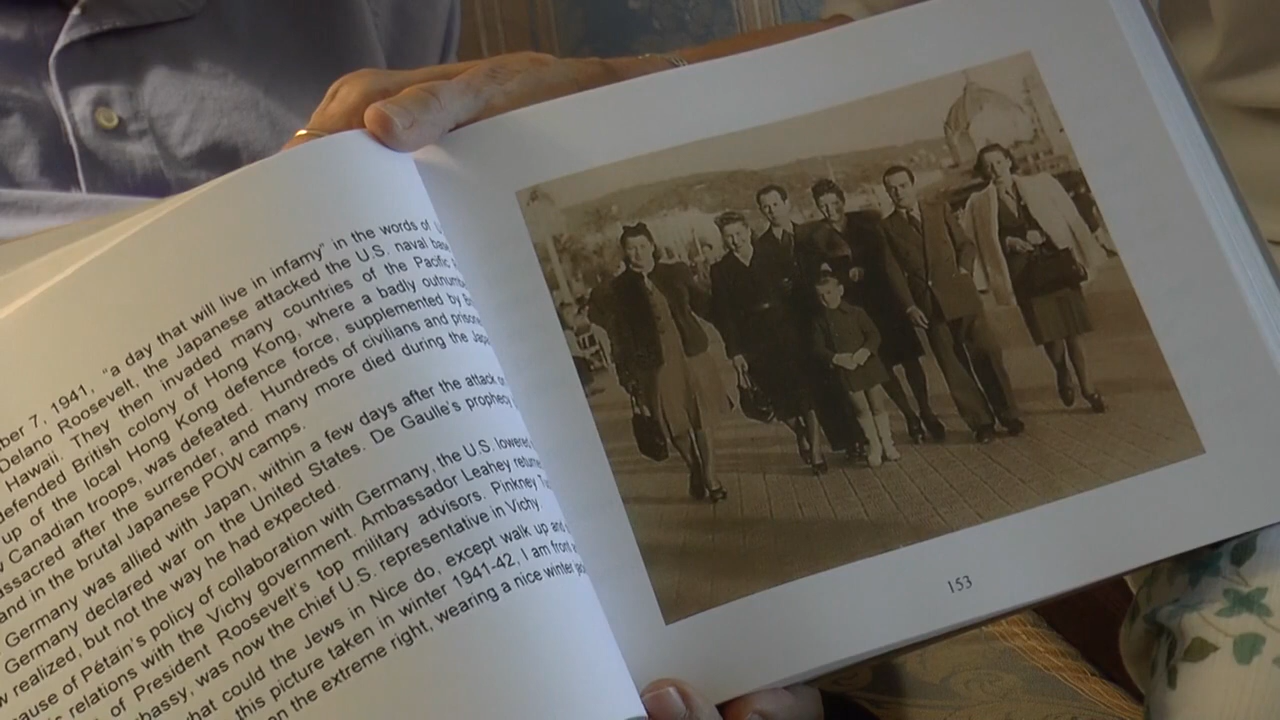 ber 7, 1941, "a day that will live in infamy" in the words of
Delano Roosevelt, the Japanese attacked the U.S. naval
Hawaii. They then invaded many countries of the Pacific
defended British colony of Hong Kong, where a badly
up of the local Hong Kong defence force, supplemented by
Canadian troops, was defeated. Hundreds of civilians and
assacred after the surrender, and many more died during the
and in the brutal Japanese POW camps.
Germany was allied with Japan, within a few days after the attack
Germany declared war on the United States. De Gaulle's prophecy
realized, but not the way he had expected.
ause of Pétain's policy of collaboration with Germany, the U.S. lowered
relations with the Vichy government. Ambassador Leahey
of President Roosevelt's top military advisors. Pinkney
bassy, was now the chief U.S. representative in Vichy.
hat could the Jews in Nice do, except walk up and
this picture taken in winter 1941-42, I am
on the extreme right, wearing a nice winter
153